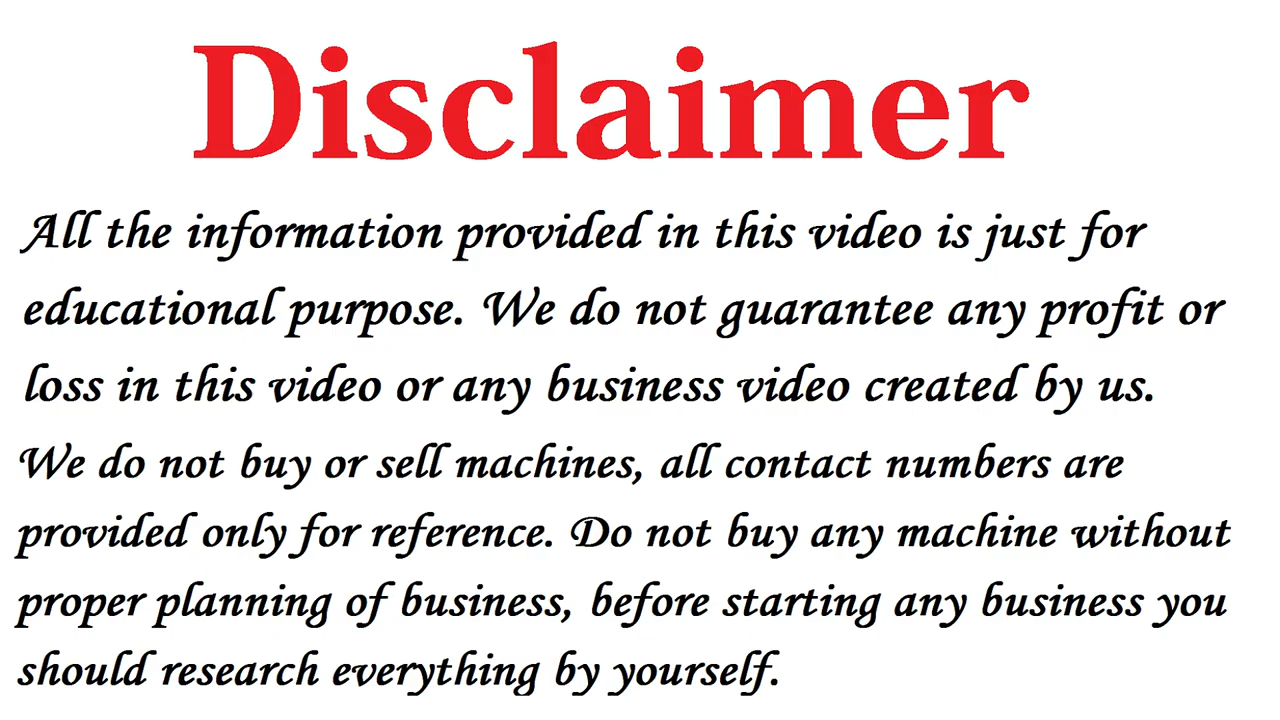 Disclaimer
All the information provided in this video is just for
educational purpose. We do not guarantee any profit or
loss in this video or any business video created by us.
We do not buy or sell machines, all contact numbers are
provided only for reference. Do not buy any machine without
proper planning of business, before starting any business you
should research everything by yourself.